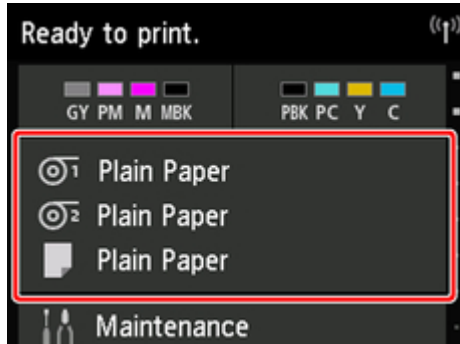 Ready to print.
GY PM M MBK PBK PC Y C
1 Plain Paper
2 Plain Paper
Plain Paper
Maintenance